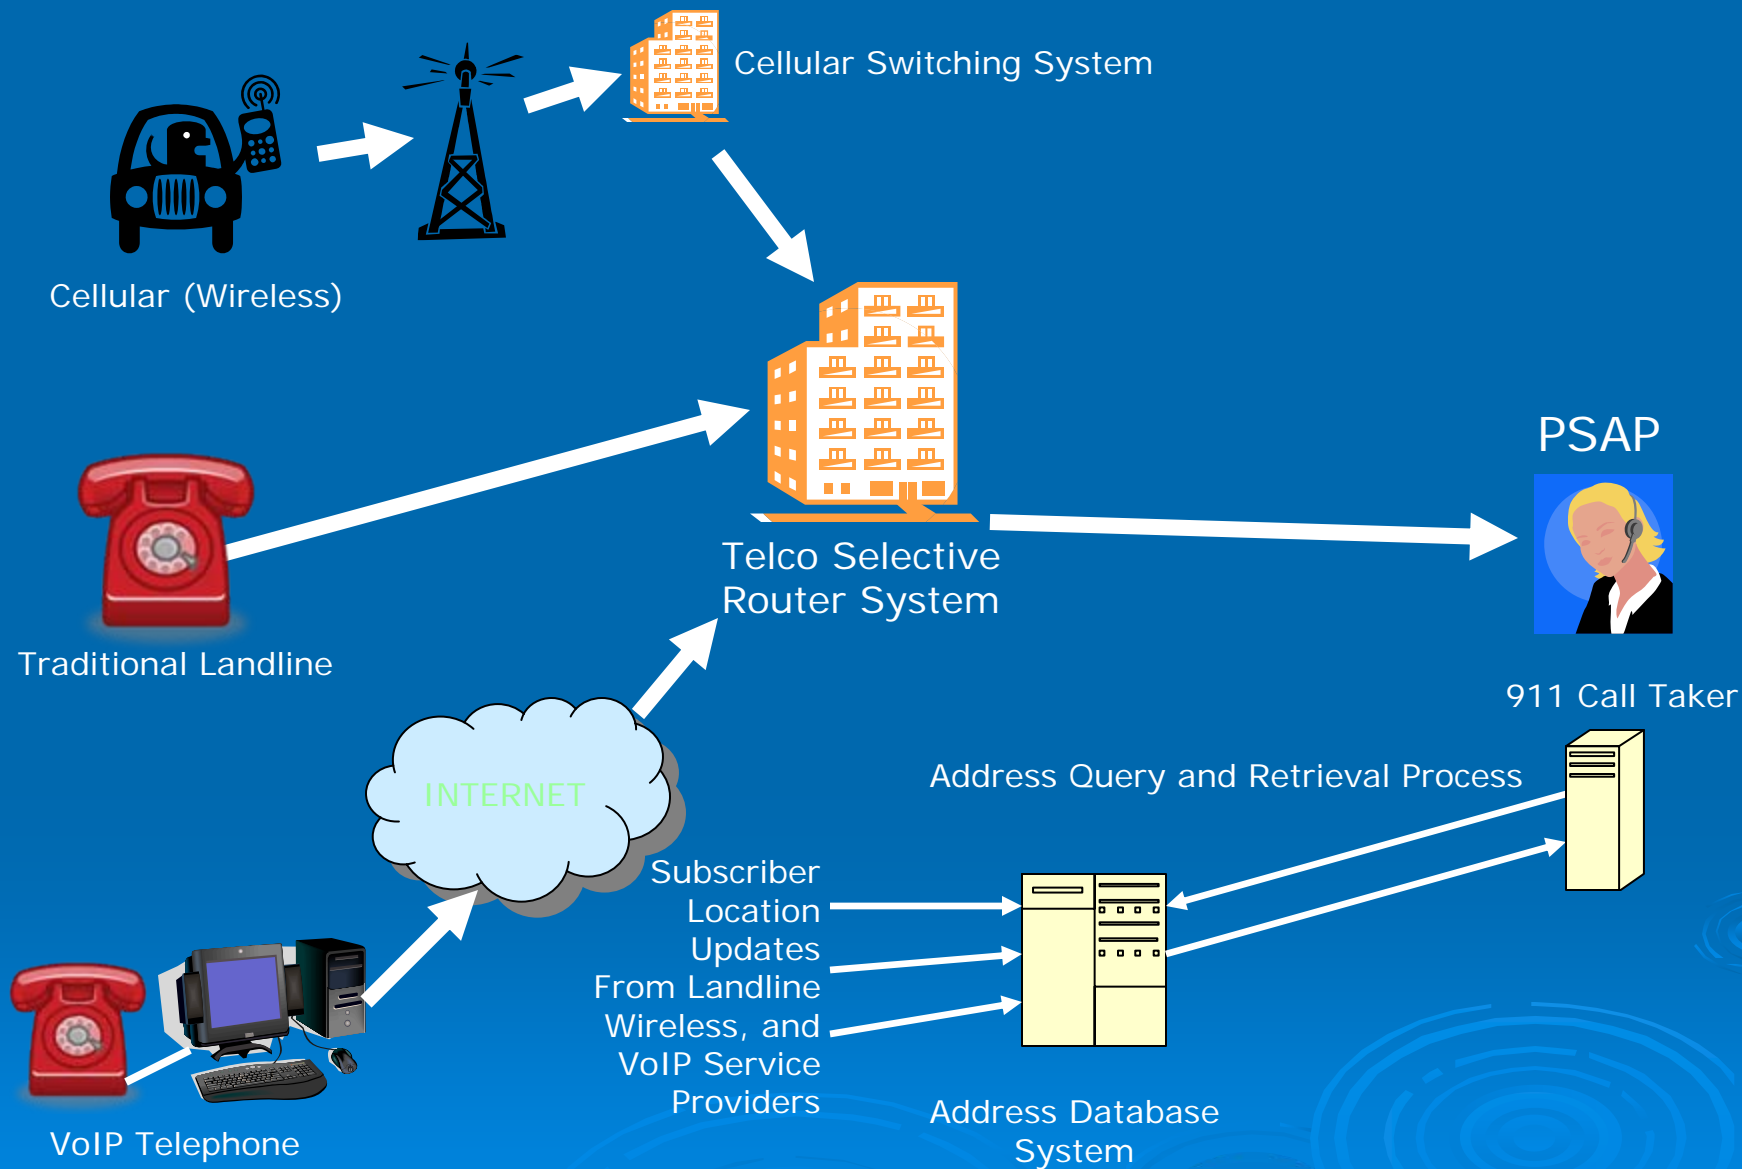 Cellular Switching System
Cellular (Wireless)
PSAP
Telco Selective
Router System
Traditional Landline
911 Call Taker
INTERNET
Address Query and Retrieval Process
Subscriber
Location
Updates
From Landline
Wireless, and
VoIP Service
Providers
Address Database
System
VoIP Telephone